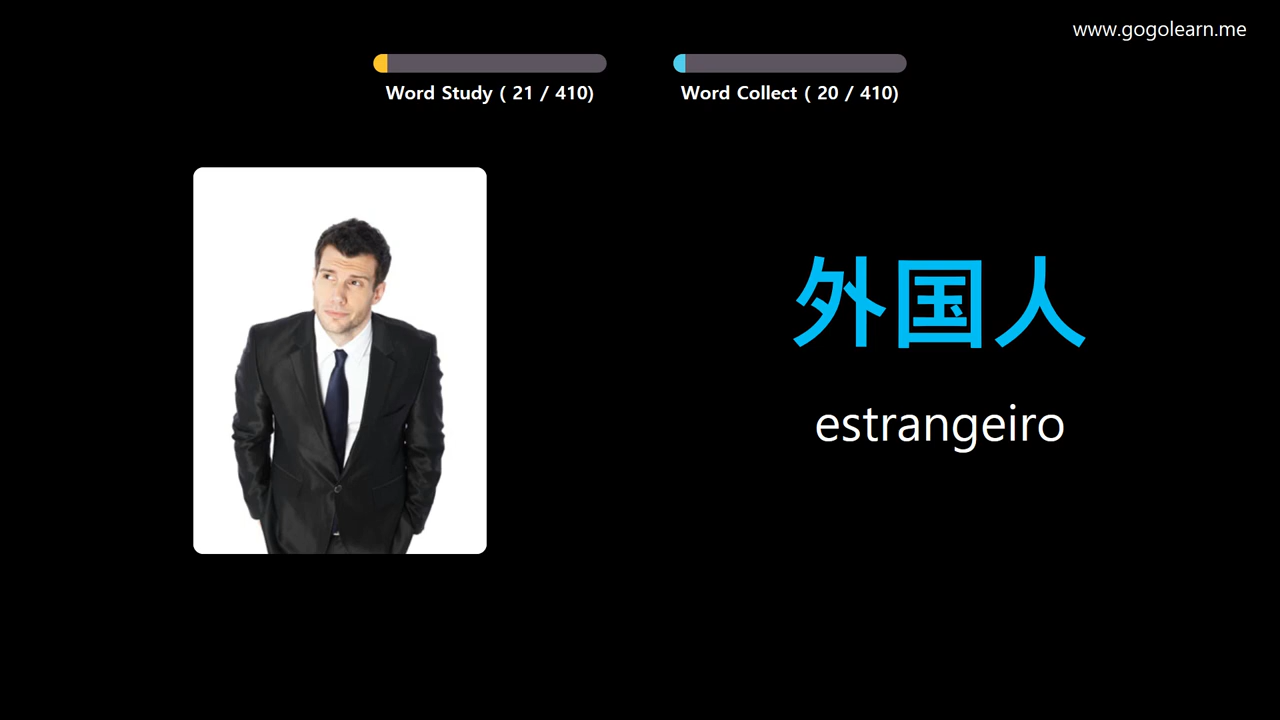 www.gogolearn.me
Word Study ( 21 / 410)
Word Collect ( 20 / 410)
外国人
estrangeiro